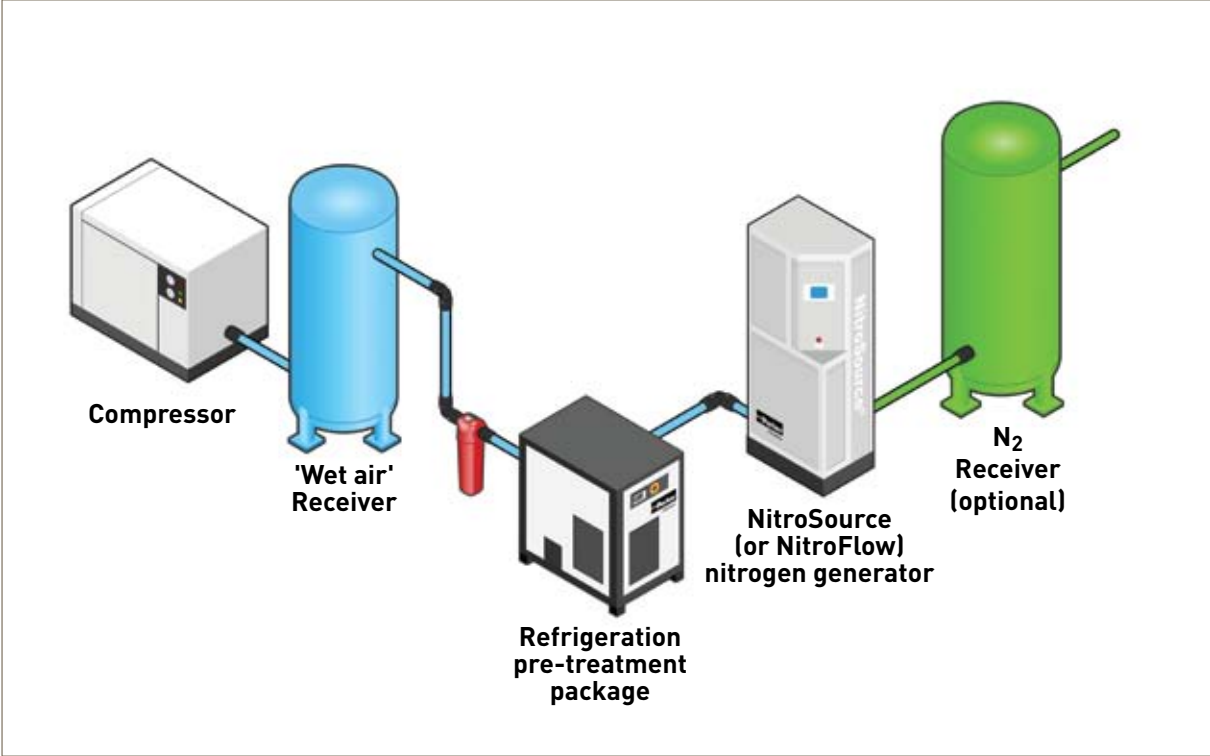 Compressor
'Wet air'
Receiver
Refrigeration
pre-treatment
package
NitroSource
NitroSource
(or NitroFlow)
nitrogen generator
N₂
Receiver
(optional)